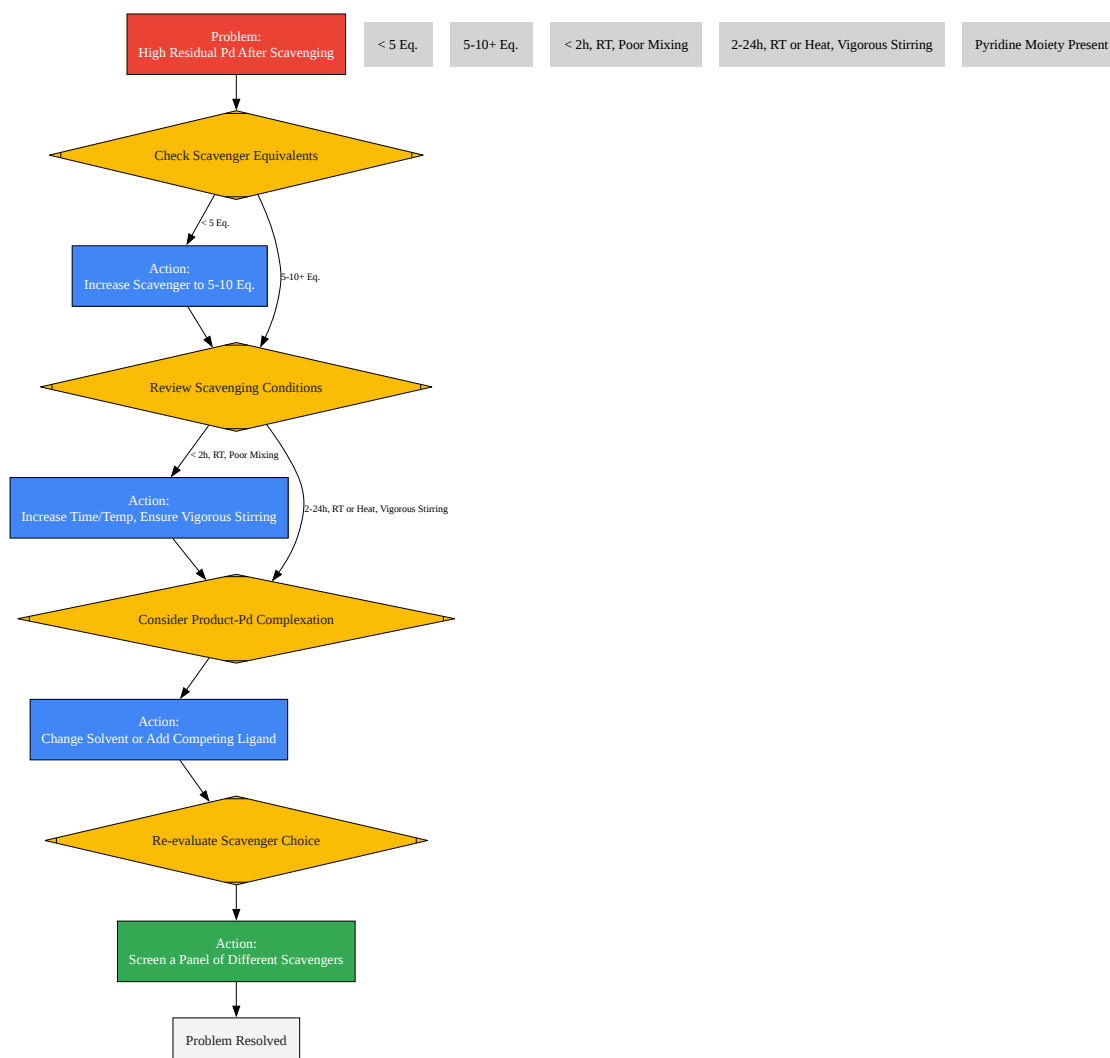 Problem:
High Residual Pd After Scavenging
< 5 Eq.
5-10+ Eq.
< 2h, RT, Poor Mixing
2-24h, RT or Heat, Vigorous Stirring
Pyridine Moiety Present
Check Scavenger Equivalents
< 5 Eq.
Action:
Increase Scavenger to 5-10 Eq.
5-10+ Eq.
Review Scavenging Conditions
< 2h, RT, Poor Mixing
Action:
Increase Time/Temp, Ensure Vigorous Stirring
2-24h, RT or Heat, Vigorous Stirring
Consider Product-Pd Complexation
Action:
Change Solvent or Add Competing Ligand
Re-evaluate Scavenger Choice
Action:
Screen a Panel of Different Scavengers
Problem Resolved